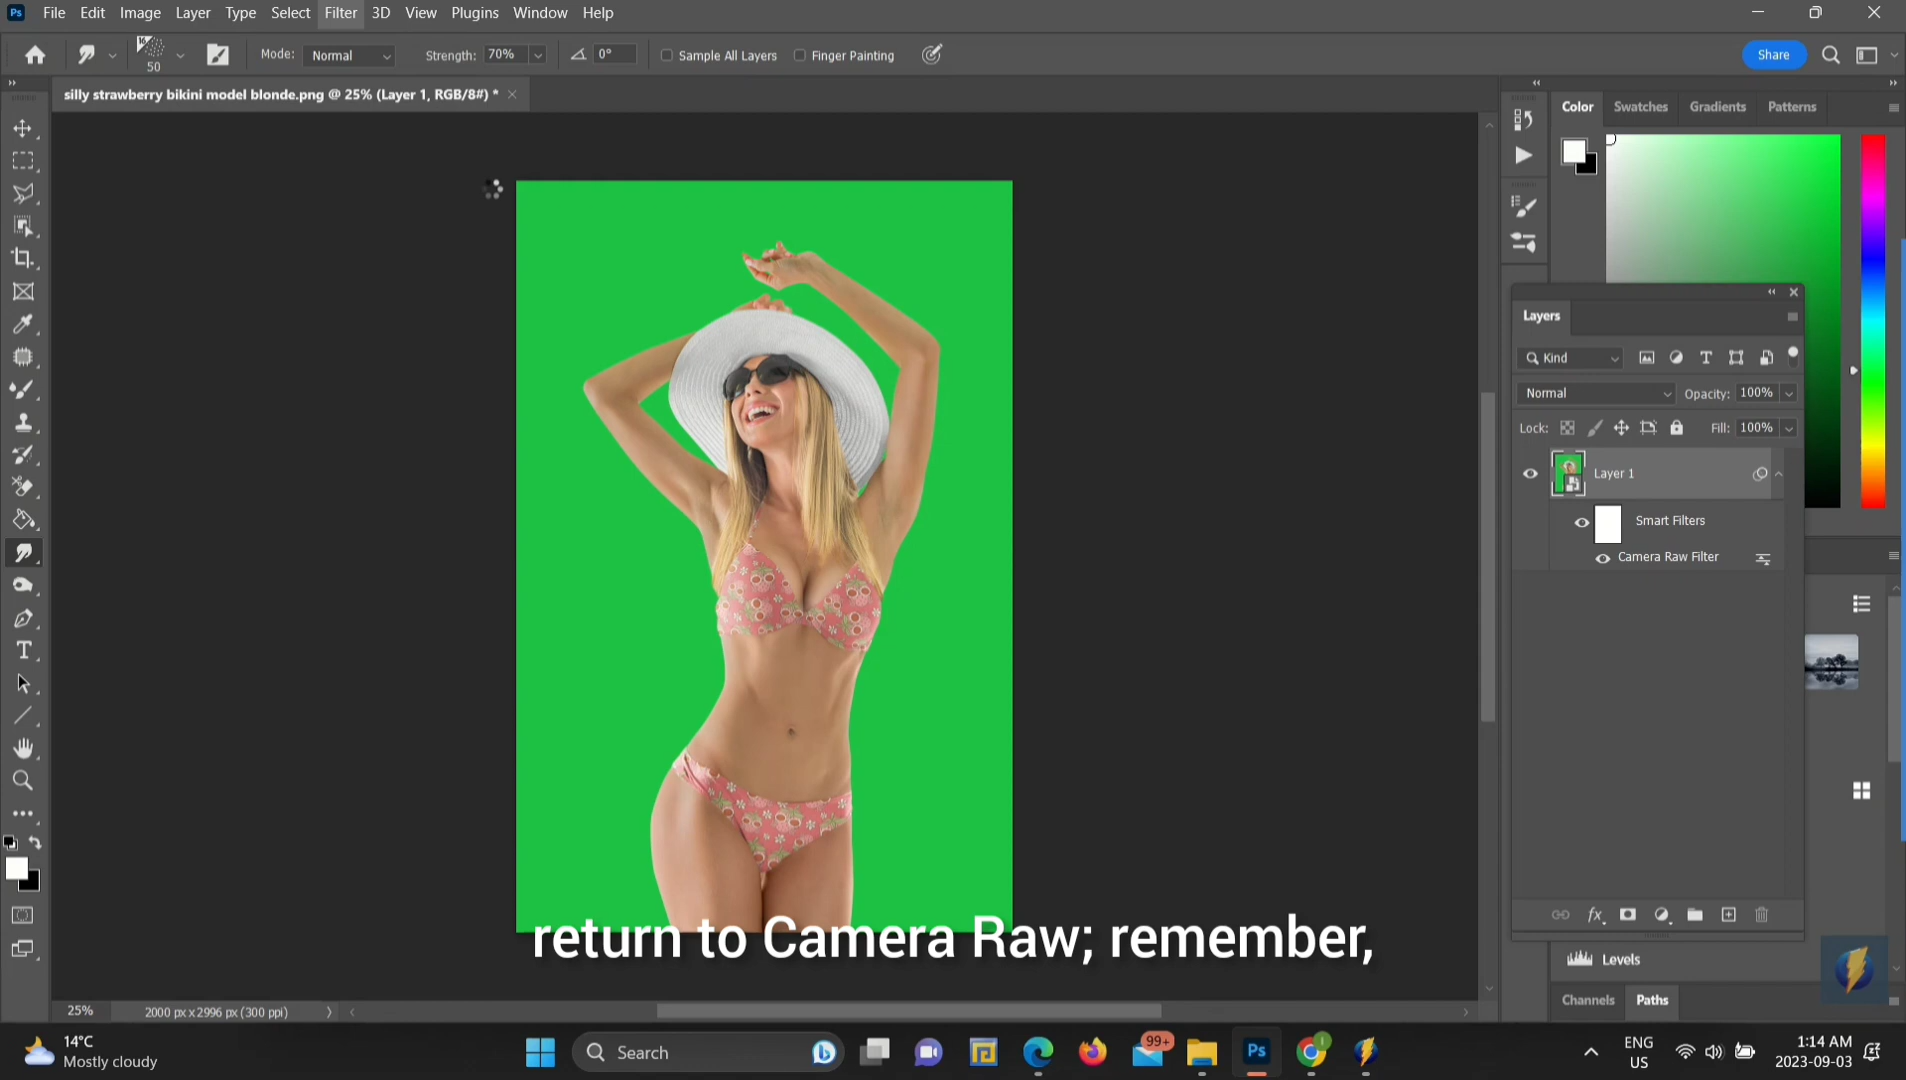 Ps File Edit Image Layer Type Select Filter 3D View Plugins Window Help
50 Mode: Normal Strength: 70% 0° Sample All Layers Finger Painting Share
silly strawberry bikini model blonde.png @ 25% (Layer 1, RGB/8#) *
Color Swatches Gradients Patterns
Layers
Kind
Normal Opacity: 100%
Lock: Fill: 100%
Layer 1
Smart Filters
Camera Raw Filter
return to Camera Raw; remember,
Levels
Channels Paths
25% 2000 px x 2996 px (300 ppi)
14°C
Mostly cloudy
Search
99+
Ps
ENG
US
1:14 AM
2023-09-03